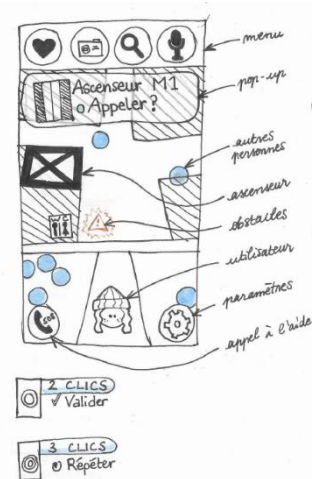 menu
pop-up
Ascenseur M1
Appeler?
autres
personnes
ascenseur
obstacles
utilisateur
paramètres
SOS
appel à l'aide
2 CLICS
Valider
3 CLICS
Répéter